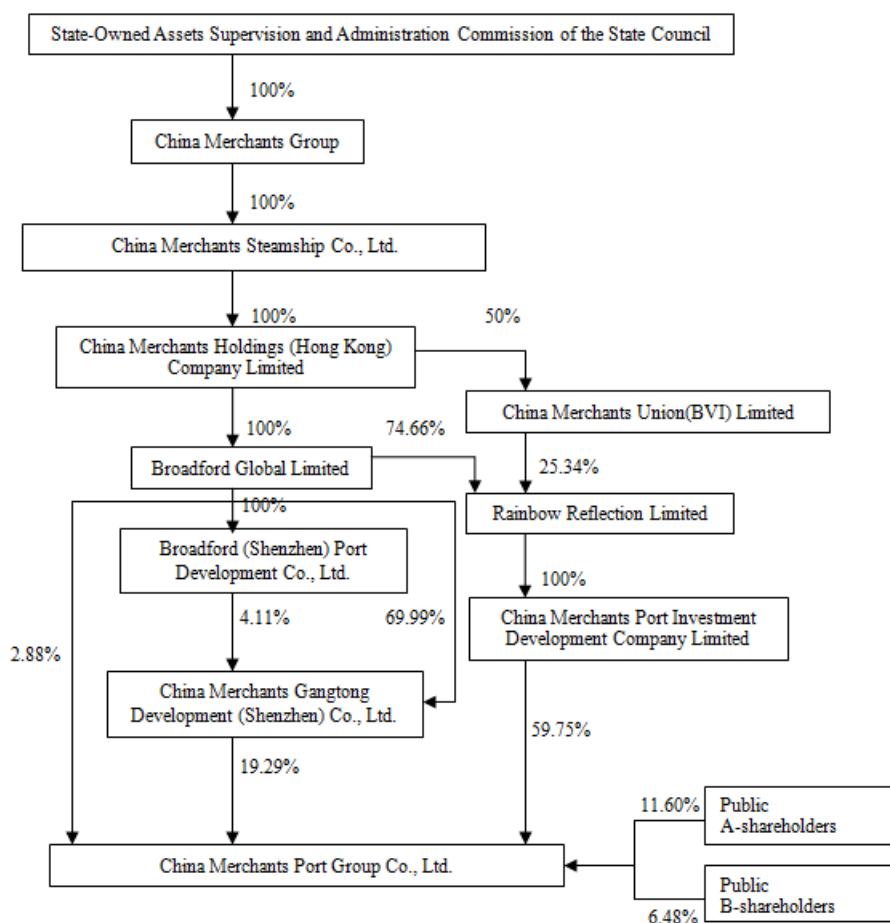 State-Owned Assets Supervision and Administration Commission of the State Council
100%
China Merchants Group
100%
China Merchants Steamship Co., Ltd.
100%
50%
China Merchants Holdings (Hong Kong)
Company Limited
China Merchants Union(BVI) Limited
100%
74.66%
Broadford Global Limited
25.34%
100%
Rainbow Reflection Limited
Broadford (Shenzhen) Port
Development Co., Ltd.
100%
4.11%
69.99%
China Merchants Port Investment
Development Company Limited
2.88%
China Merchants Gangtong
Development (Shenzhen) Co., Ltd.
59.75%
19.29%
11.60%
Public
A-shareholders
China Merchants Port Group Co., Ltd.
Public
B-shareholders
6.48%